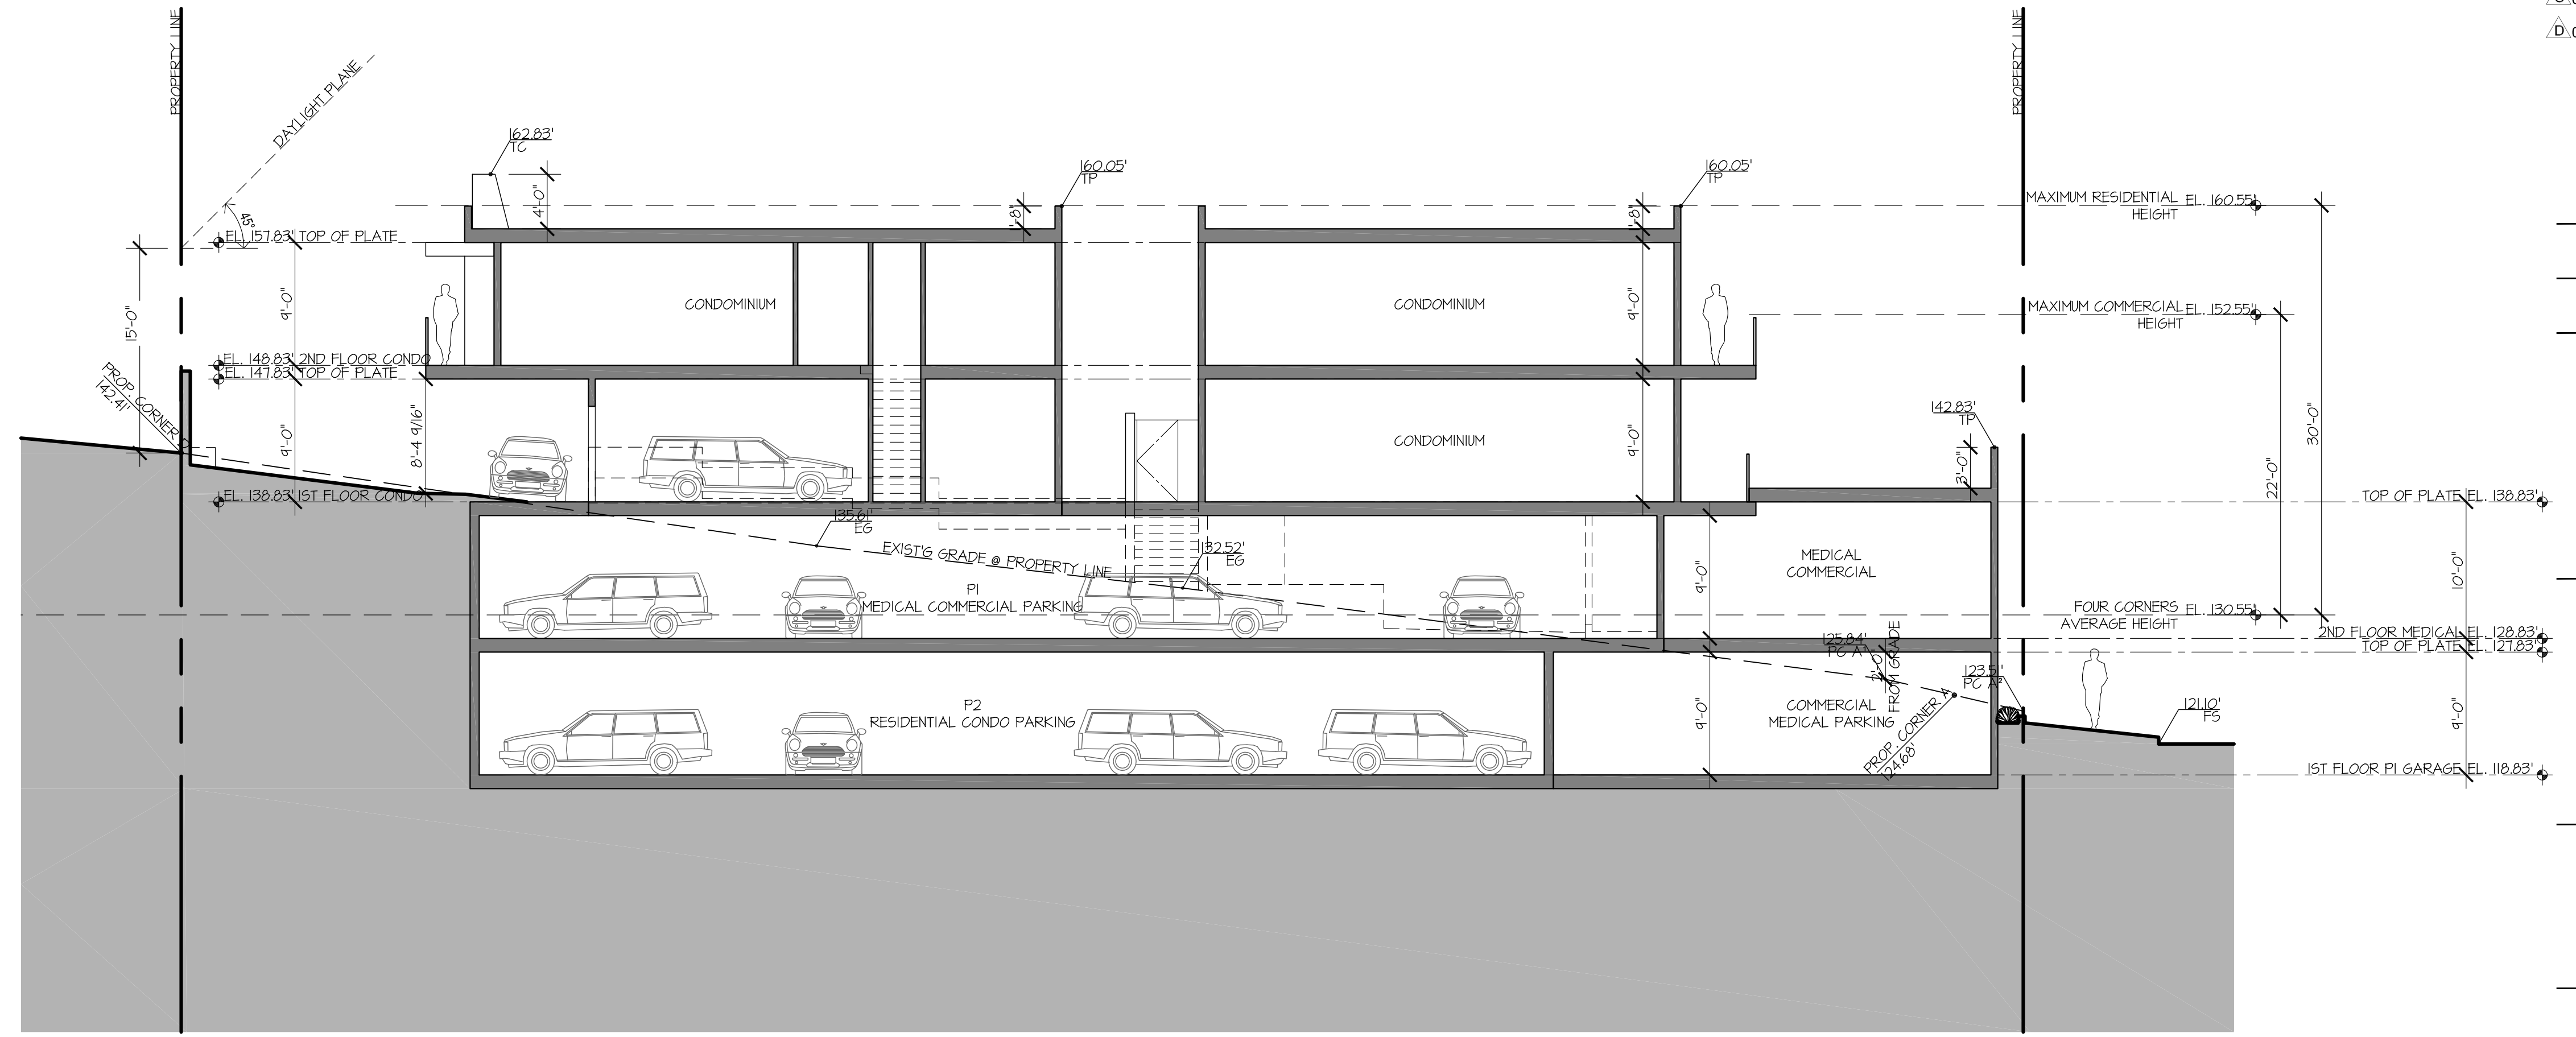 PROPERTY LINE
DAYLIGHT PLANE
45°
PROPERTY LINE
D
162.83'
TC
160.05'
TP
160.05'
TP
4'-0"
1'-8"
1'-8"
MAXIMUM RESIDENTIAL EL. 160.55'
HEIGHT
EL. 157.83' TOP OF PLATE
15'-0"
9'-0"
CONDOMINIUM
CONDOMINIUM
9'-0"
MAXIMUM COMMERCIAL EL. 152.55'
HEIGHT
EL. 148.83' 2ND FLOOR CONDO
EL. 147.83' TOP OF PLATE
PROP. CORNER D
142.41'
9'-0"
8'-4 9/16"
CONDOMINIUM
9'-0"
142.83'
TP
3'-0"
30'-0"
22'-0"
EL. 138.83' 1ST FLOOR CONDO
TOP OF PLATE EL. 138.83'
135.61'
EG
EXIST'G GRADE @ PROPERTY LINE
132.52'
EG
P1
MEDICAL COMMERCIAL PARKING
9'-0"
MEDICAL
COMMERCIAL
10'-0"
FOUR CORNERS EL. 130.55'
AVERAGE HEIGHT
2ND FLOOR MEDICAL EL. 128.83'
TOP OF PLATE EL. 127.83'
125.84'
PC A¹
2'-0"
FROM GRADE
123.5'
PC A²
P2
RESIDENTIAL CONDO PARKING
9'-0"
COMMERCIAL
MEDICAL PARKING
PROP. CORNER A
124.68'
121.10'
FS
9'-0"
1ST FLOOR P1 GARAGE EL. 118.83'